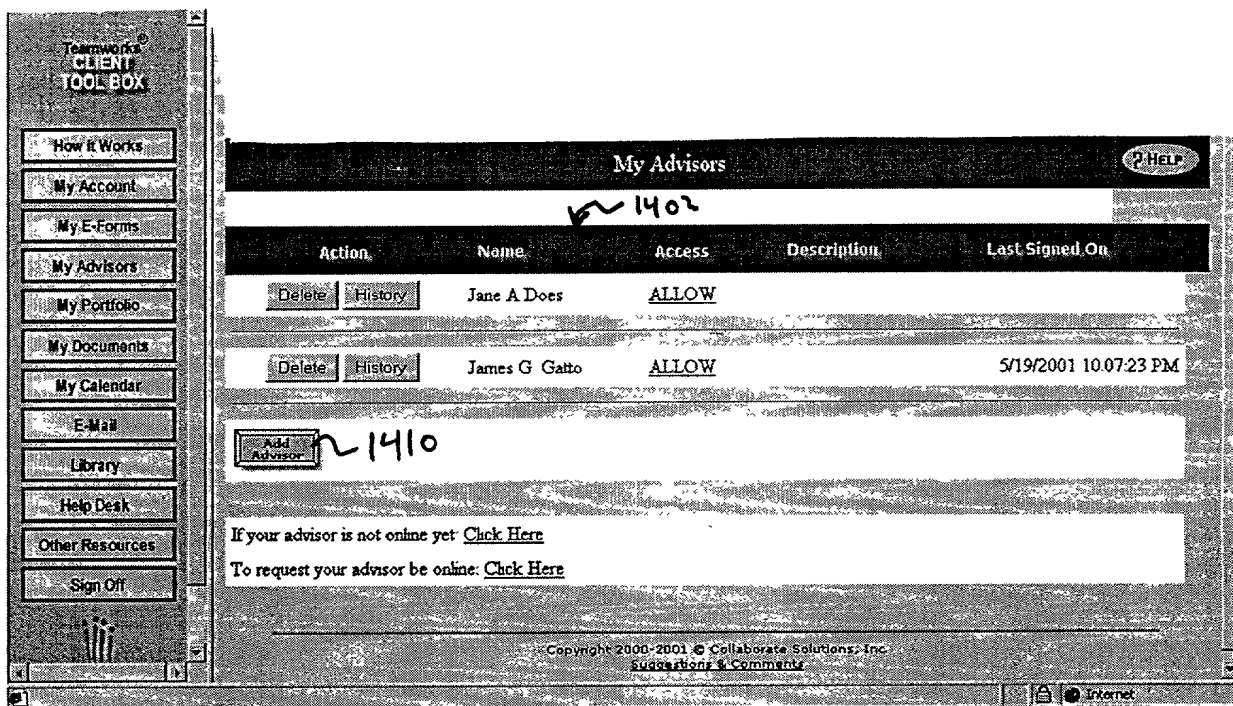 Teamworks®
CLIENT
TOOL BOX
How It Works
My Account
My E-Forms
My Advisors
My Portfolio
My Documents
My Calendar
E-Mail
Library
Help Desk
Other Resources
Sign Off
My Advisors
? HELP
1402
Action Name Access Description Last Signed On
Delete History Jane A Does ALLOW
Delete History James G Gatto ALLOW 5/19/2001 10.07:23 PM
Add
Advisor
1410
If your advisor is not online yet: Click Here
To request your advisor be online: Click Here
Copyright 2000-2001 © Collaborate Solutions, Inc.
Suggestions & Comments
Internet